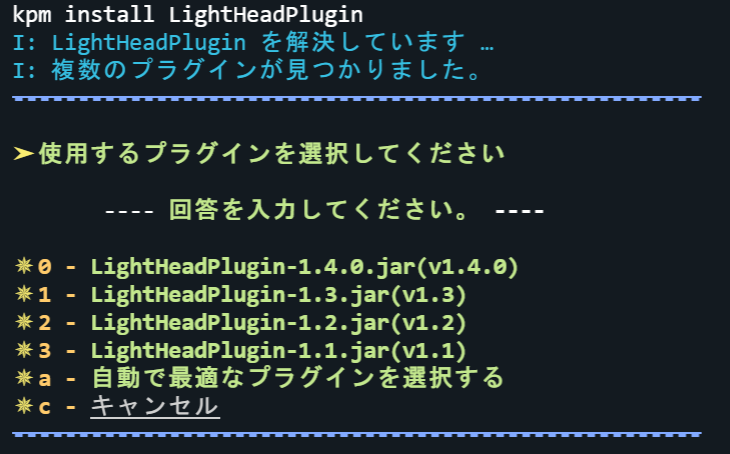 kpm install LightHeadPlugin
I: LightHeadPlugin を解決しています …
I: 複数のプラグインが見つかりました。
➤使用するプラグインを選択してください
---- 回答を入力してください。 ----
✵0 - LightHeadPlugin-1.4.0.jar(v1.4.0)
✵1 - LightHeadPlugin-1.3.jar(v1.3)
✵2 - LightHeadPlugin-1.2.jar(v1.2)
✵3 - LightHeadPlugin-1.1.jar(v1.1)
✵a - 自動で最適なプラグインを選択する
✵c - キャンセル